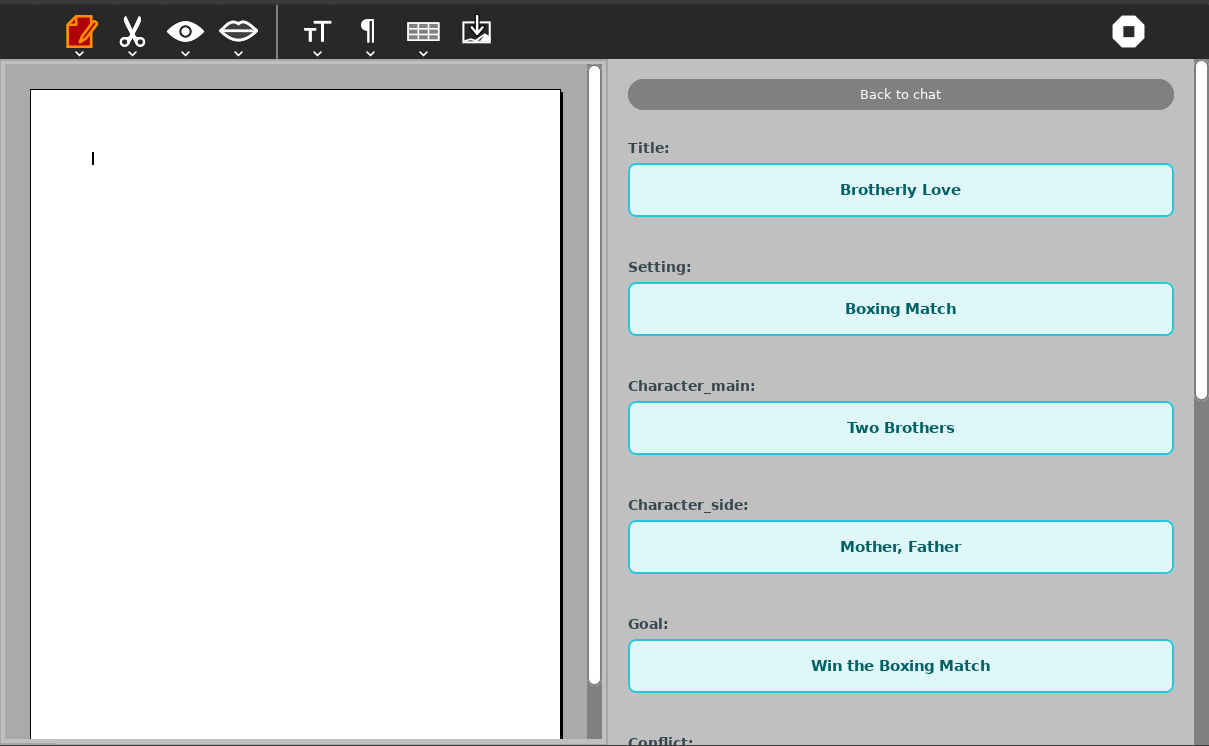 Back to chat
Title:
Brotherly Love
Setting:
Boxing Match
Character_main:
Two Brothers
Character_side:
Mother, Father
Goal:
Win the Boxing Match
Conflict: